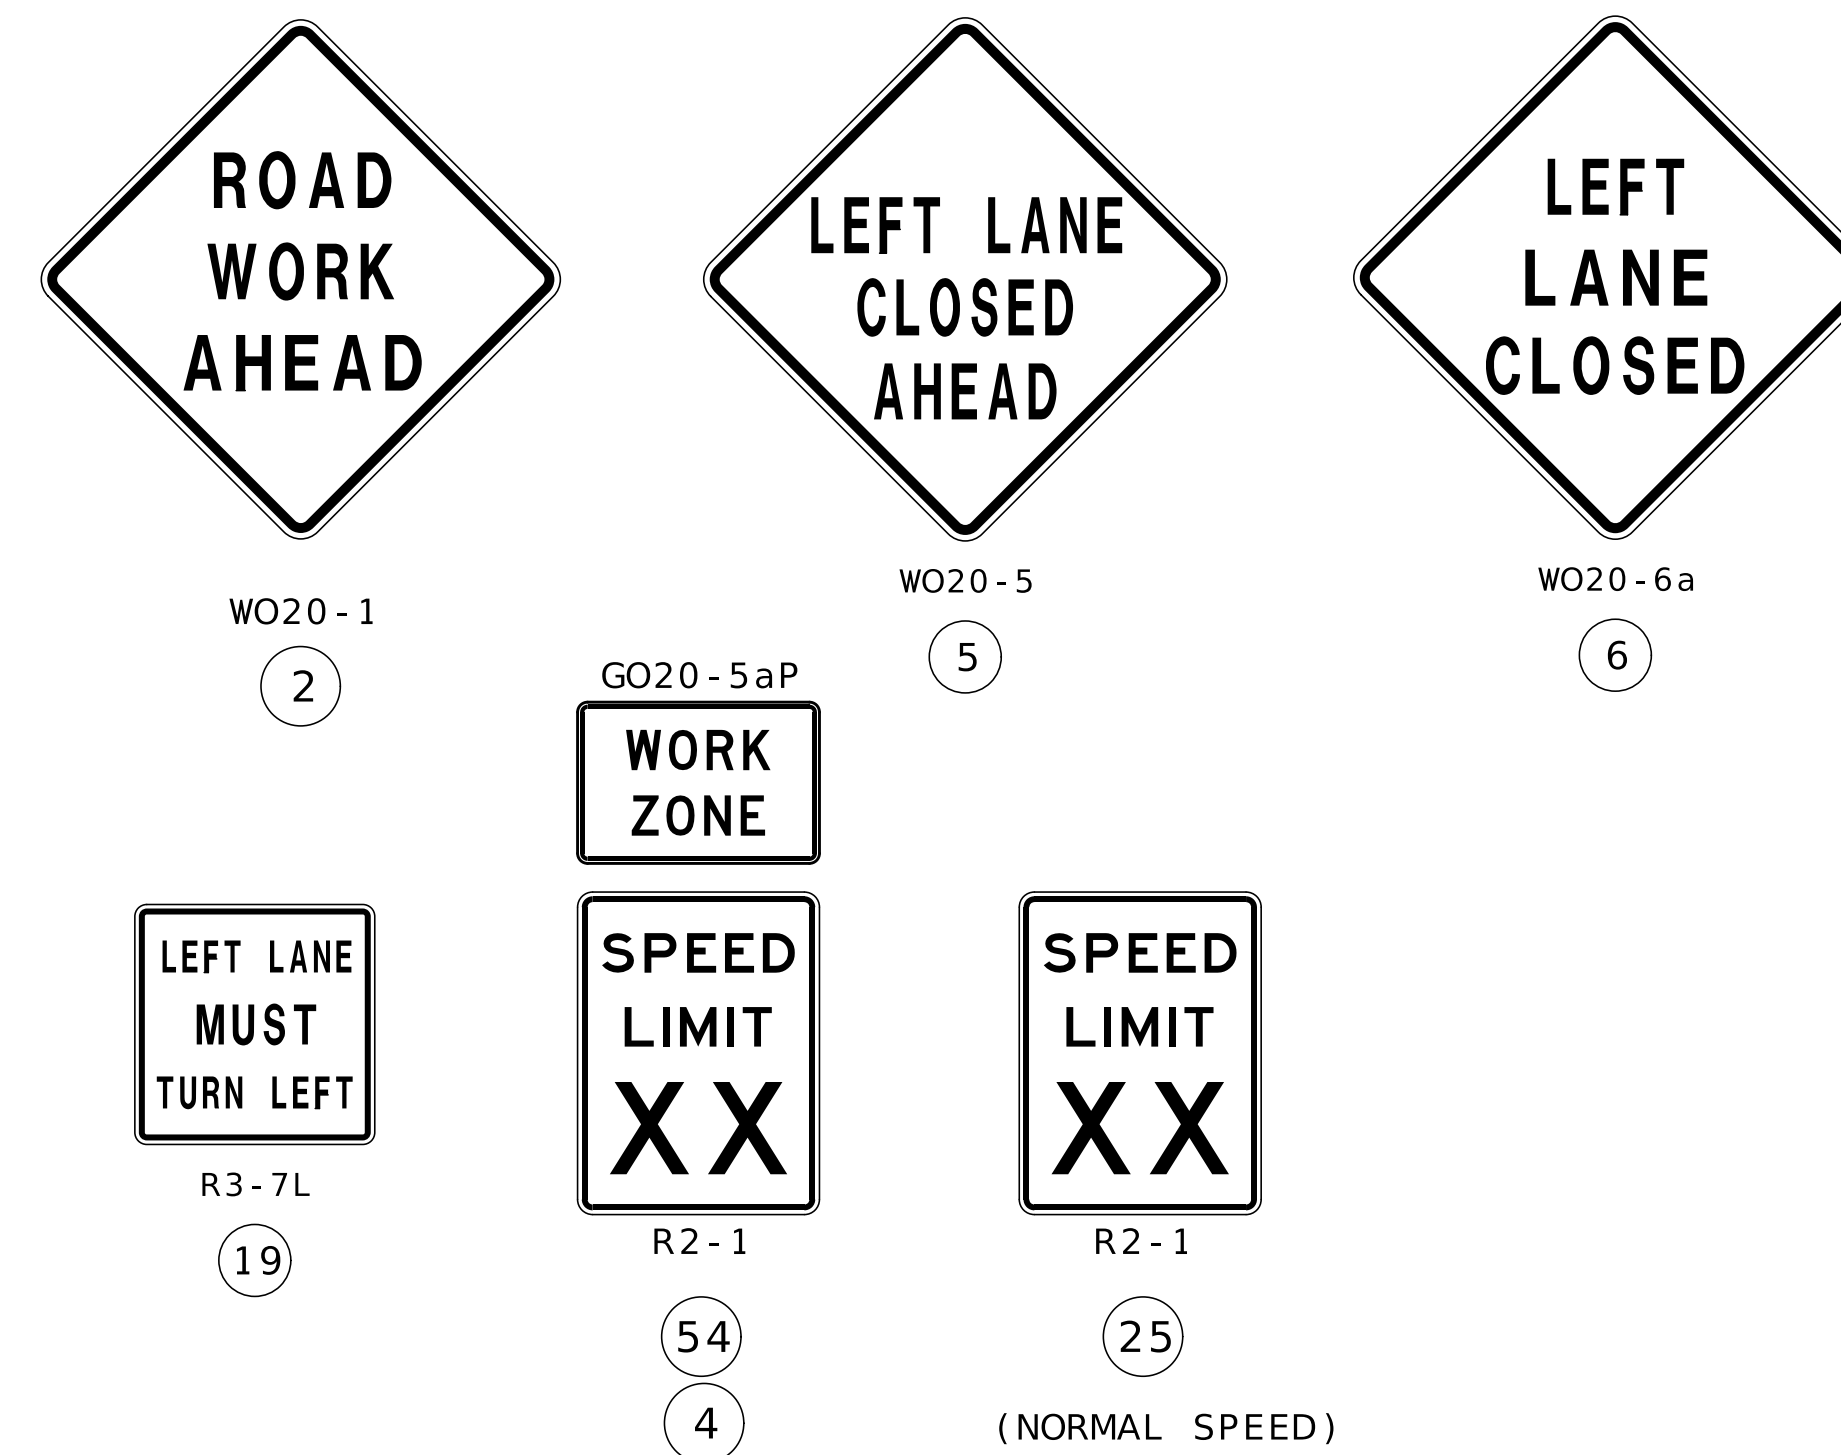 ROAD
WORK
AHEAD
WO20-1
2
LEFT LANE
CLOSED
AHEAD
WO20-5
5
LEFT
LANE
CLOSED
WO20-6a
6
GO20-5aP
WORK
ZONE
LEFT LANE
MUST
TURN LEFT
R3-7L
19
SPEED
LIMIT
XX
R2-1
54
4
SPEED
LIMIT
XX
R2-1
25
(NORMAL SPEED)